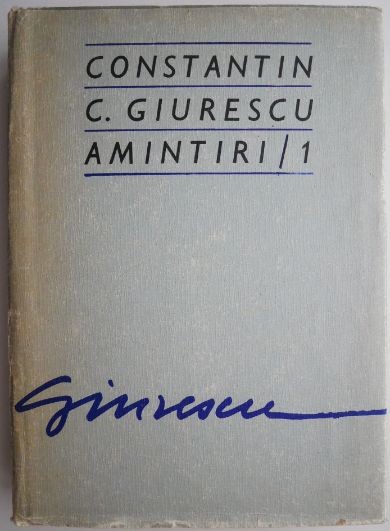 CONSTANTIN
C. GIURESCU
AMINTIRI/1
Giurescu